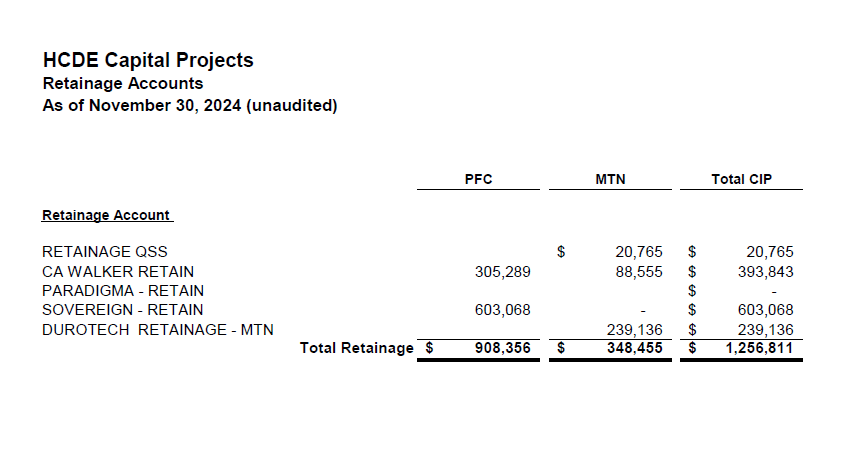 HCDE Capital Projects
Retainage Accounts
As of November 30, 2024 (unaudited)
PFC MTN Total CIP
Retainage Account
RETAINAGE QSS $ 20,765 $ 20,765
CA WALKER RETAIN 305,289 88,555 $ 393,843
PARADIGMA - RETAIN $ -
SOVEREIGN - RETAIN 603,068 - $ 603,068
DUROTECH RETAINAGE - MTN 239,136 $ 239,136
Total Retainage $ 908,356 $ 348,455 $ 1,256,811